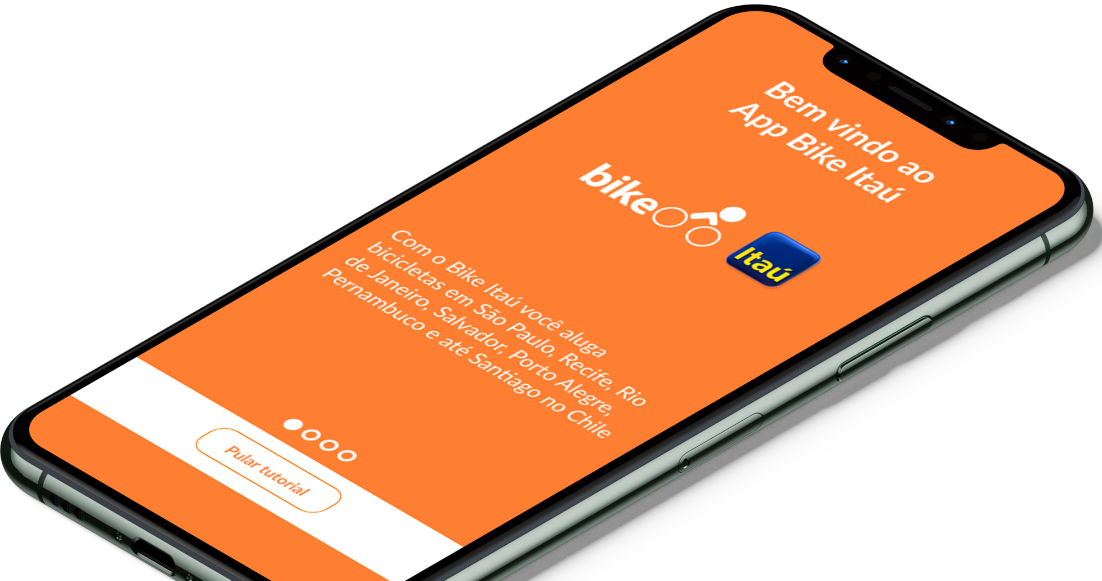 Bem vindo ao
App Bike Itaú
bike
Itaú
Com o Bike Itaú você aluga
bicicletas em São Paulo, Recife, Rio
de Janeiro, Salvador, Porto Alegre,
Pernambuco e até Santiago no Chile
Pular tutorial